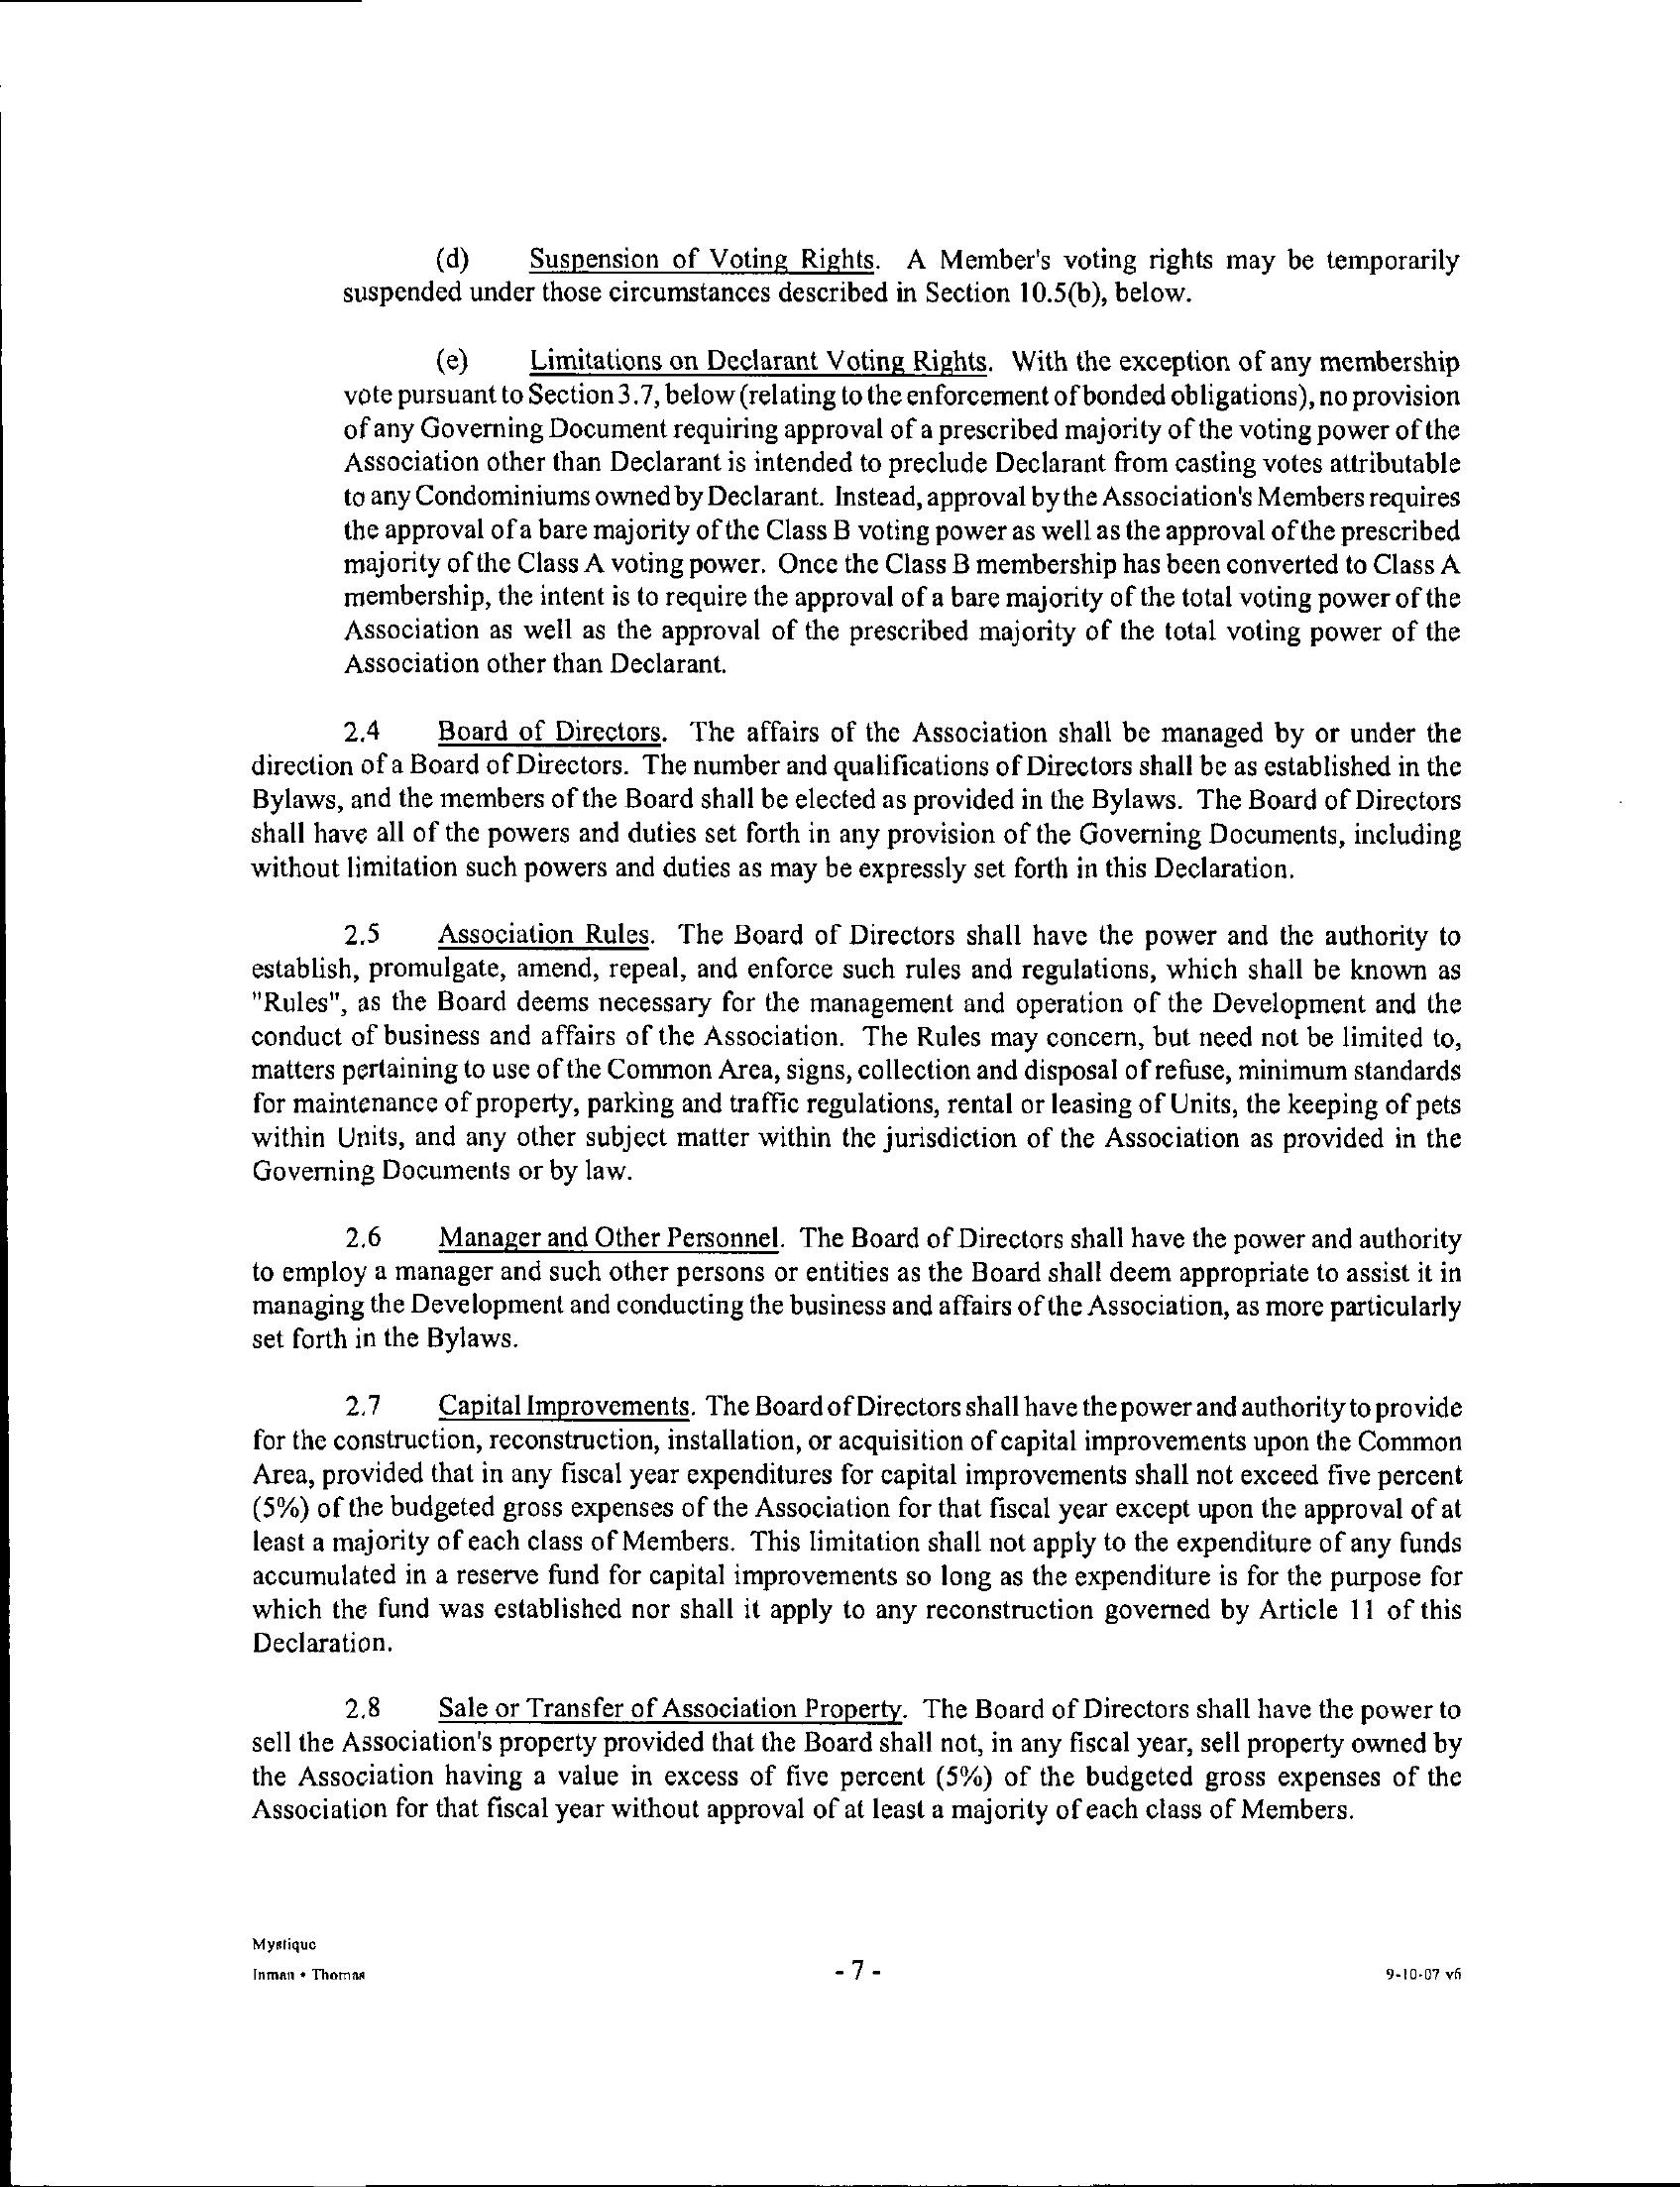 (d) Suspension of Voting Rights. A Member's voting rights may be temporarily
suspended under those circumstances described in Section 10.5(b), below.
(e) Limitations on Declarant Voting Rights. With the exception of any membership
vote pursuant to Section 3.7, below (relating to the enforcement of bonded obligations), no provision
of any Governing Document requiring approval of a prescribed majority of the voting power of the
Association other than Declarant is intended to preclude Declarant from casting votes attributable
to any Condominiums owned by Declarant. Instead, approval by the Association's Members requires
the approval of a bare majority of the Class B voting power as well as the approval of the prescribed
majority of the Class A voting power. Once the Class B membership has been converted to Class A
membership, the intent is to require the approval of a bare majority of the total voting power of the
Association as well as the approval of the prescribed majority of the total voting power of the
Association other than Declarant.
2.4 Board of Directors. The affairs of the Association shall be managed by or under the
direction of a Board of Directors. The number and qualifications of Directors shall be as established in the
Bylaws, and the members of the Board shall be elected as provided in the Bylaws. The Board of Directors
shall have all of the powers and duties set forth in any provision of the Governing Documents, including
without limitation such powers and duties as may be expressly set forth in this Declaration.
2.5 Association Rules. The Board of Directors shall have the power and the authority to
establish, promulgate, amend, repeal, and enforce such rules and regulations, which shall be known as
"Rules", as the Board deems necessary for the management and operation of the Development and the
conduct of business and affairs of the Association. The Rules may concern, but need not be limited to,
matters pertaining to use of the Common Area, signs, collection and disposal of refuse, minimum standards
for maintenance of property, parking and traffic regulations, rental or leasing of Units, the keeping of pets
within Units, and any other subject matter within the jurisdiction of the Association as provided in the
Governing Documents or by law.
2.6 Manager and Other Personnel. The Board of Directors shall have the power and authority
to employ a manager and such other persons or entities as the Board shall deem appropriate to assist it in
managing the Development and conducting the business and affairs of the Association, as more particularly
set forth in the Bylaws.
2.7 Capital Improvements. The Board of Directors shall have the power and authority to provide
for the construction, reconstruction, installation, or acquisition of capital improvements upon the Common
Area, provided that in any fiscal year expenditures for capital improvements shall not exceed five percent
(5%) of the budgeted gross expenses of the Association for that fiscal year except upon the approval of at
least a majority of each class of Members. This limitation shall not apply to the expenditure of any funds
accumulated in a reserve fund for capital improvements so long as the expenditure is for the purpose for
which the fund was established nor shall it apply to any reconstruction governed by Article 11 of this
Declaration.
2.8 Sale or Transfer of Association Property. The Board of Directors shall have the power to
sell the Association's property provided that the Board shall not, in any fiscal year, sell property owned by
the Association having a value in excess of five percent (5%) of the budgeted gross expenses of the
Association for that fiscal year without approval of at least a majority of each class of Members.
Mystique
Inman • Thomas - 7 - 9-10-07 v6